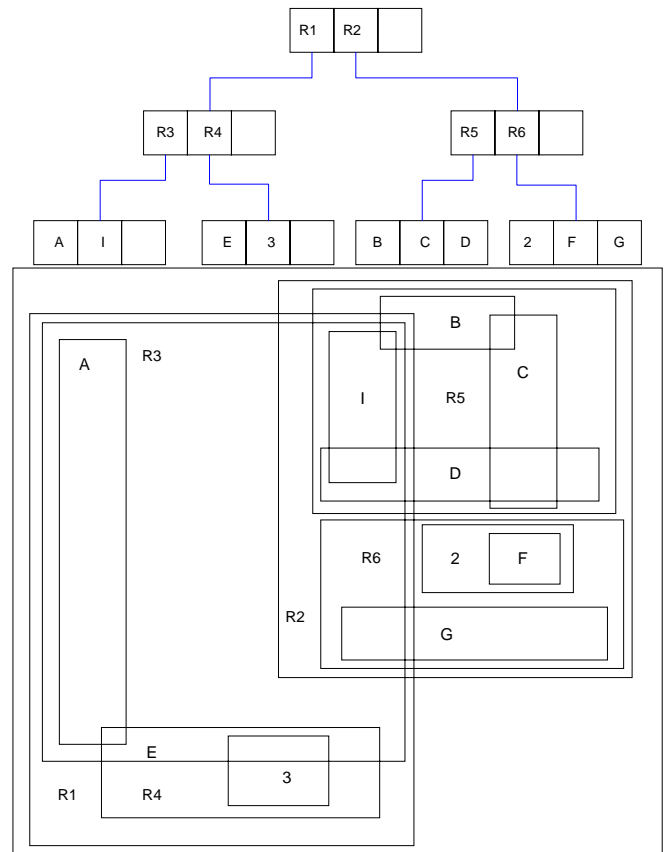 R1 R2
R3 R4 R5 R6
A I E 3 B C D 2 F G
B
A R3 C
I R5
D
R6 2 F
R2
G
E
3
R1 R4